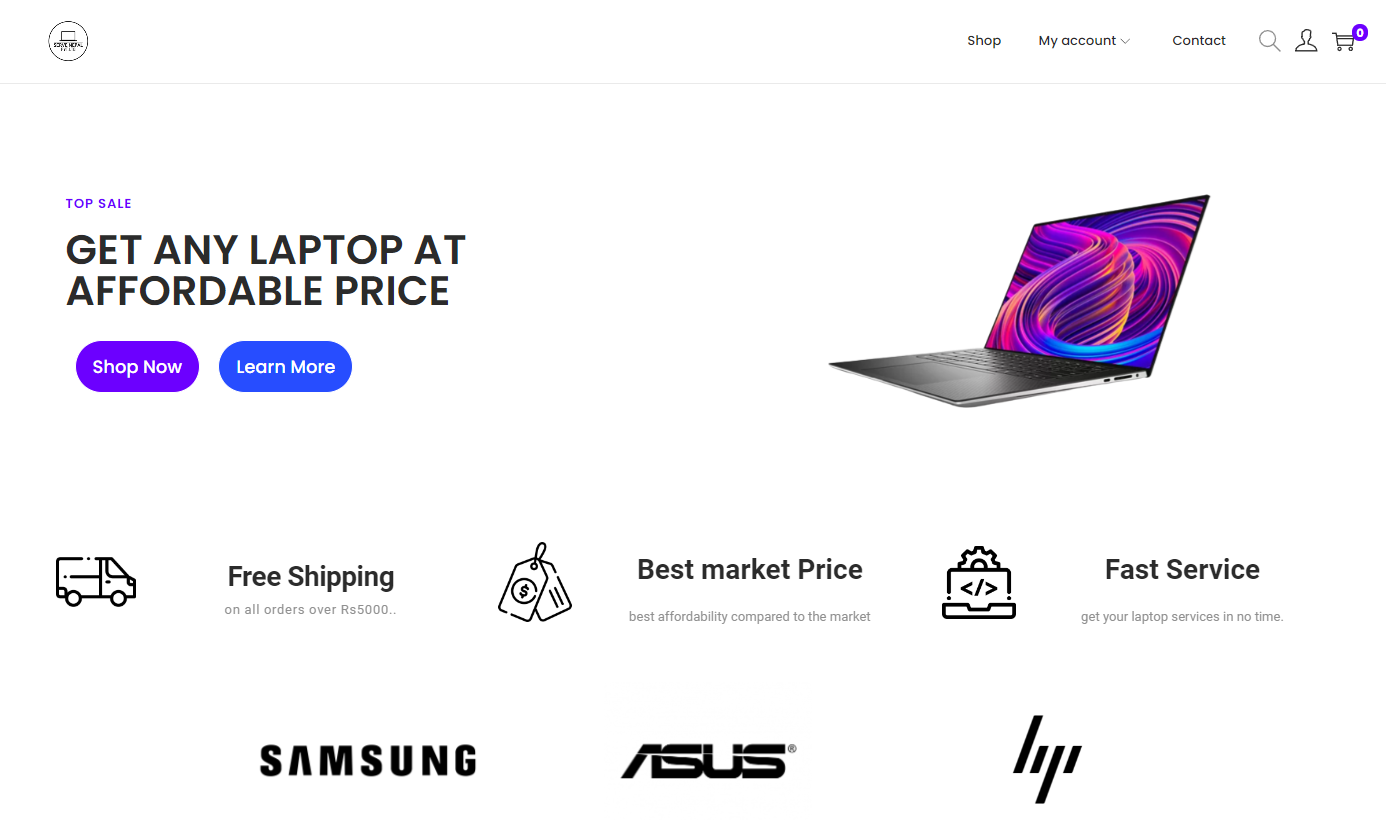 SERVE NEPAL
Shop
My account
Contact
0
TOP SALE
GET ANY LAPTOP AT
AFFORDABLE PRICE
Shop Now
Learn More
Free Shipping
on all orders over Rs5000..
$
Best market Price
best affordability compared to the market
</>
Fast Service
get your laptop services in no time.
SAMSUNG
ASUS®
hp